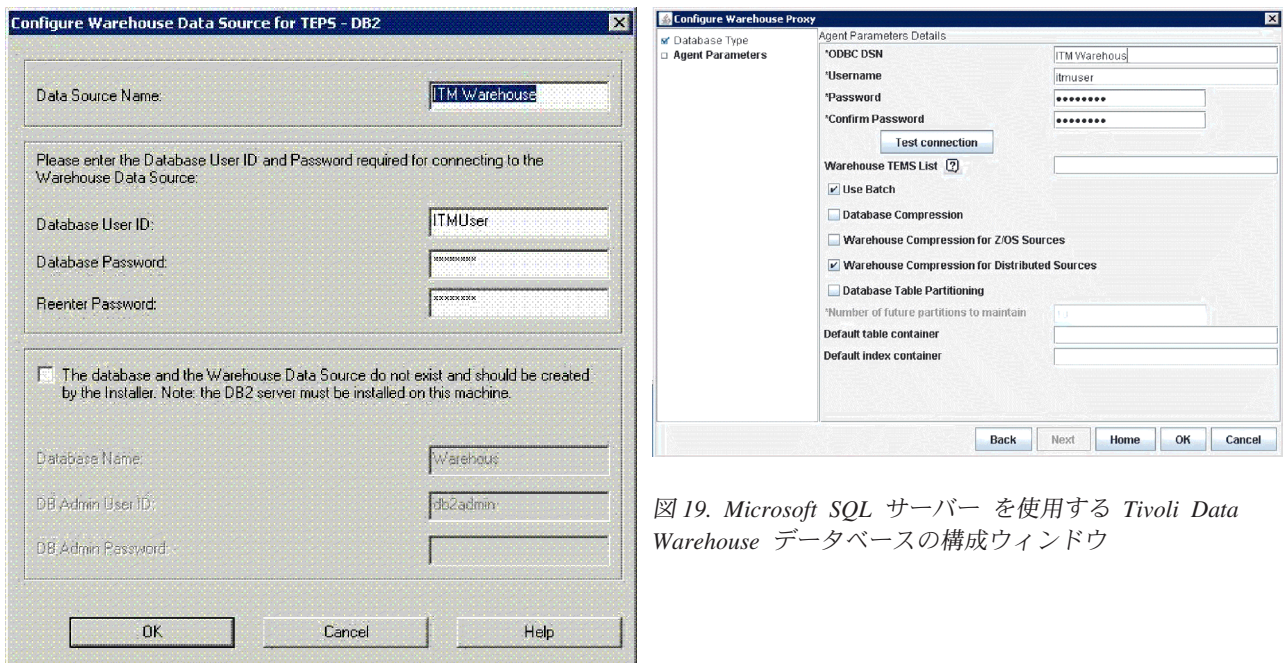 Configure Warehouse Data Source for TEPS - DB2
Data Source Name:
ITM Warehouse
Please enter the Database User ID and Password required for connecting to the
Warehouse Data Source:
Database User ID:
ITMUser
Database Password:
********
Reenter Password:
********
The database and the Warehouse Data Source do not exist and should be created
by the Installer. Note: the DB2 server must be installed on this machine.
Database Name:
Warehous
DB Admin User ID:
db2admin
DB Admin Password:
OK
Cancel
Help
Configure Warehouse Proxy
Database Type
Agent Parameters
Agent Parameters Details
*ODBC DSN
ITM Warehous
*Username
itmuser
*Password
••••••••
*Confirm Password
••••••••
Test connection
Warehouse TEMS List ?
Use Batch
Database Compression
Warehouse Compression for Z/OS Sources
Warehouse Compression for Distributed Sources
Database Table Partitioning
*Number of future partitions to maintain
Default table container
Default index container
Back
Next
Home
OK
Cancel
図 19. Microsoft SQL サーバー を使用する Tivoli Data
Warehouse データベースの構成ウィンドウ